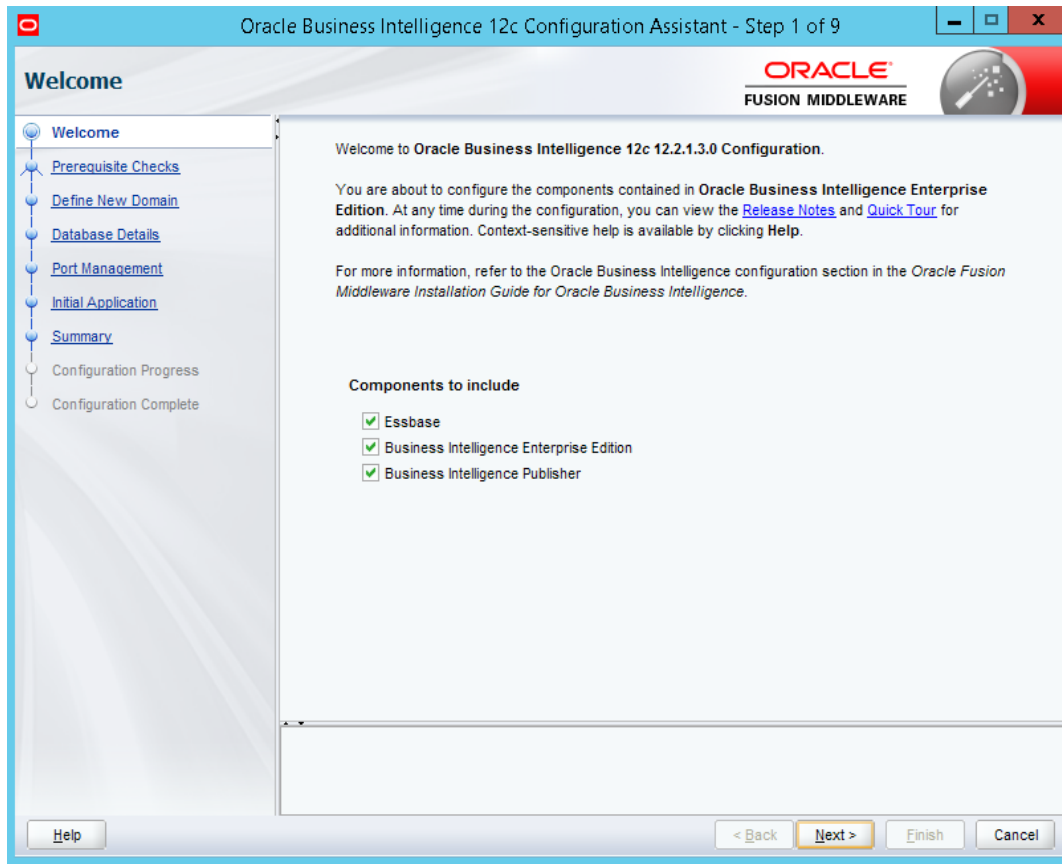 Oracle Business Intelligence 12c Configuration Assistant - Step 1 of 9
Welcome
ORACLE
FUSION MIDDLEWARE
Welcome
Prerequisite Checks
Define New Domain
Database Details
Port Management
Initial Application
Summary
Configuration Progress
Configuration Complete
Welcome to Oracle Business Intelligence 12c 12.2.1.3.0 Configuration.
You are about to configure the components contained in Oracle Business Intelligence Enterprise
Edition. At any time during the configuration, you can view the Release Notes and Quick Tour for
additional information. Context-sensitive help is available by clicking Help.
For more information, refer to the Oracle Business Intelligence configuration section in the Oracle Fusion
Middleware Installation Guide for Oracle Business Intelligence.
Components to include
Essbase
Business Intelligence Enterprise Edition
Business Intelligence Publisher
Help
< Back
Next >
Finish
Cancel